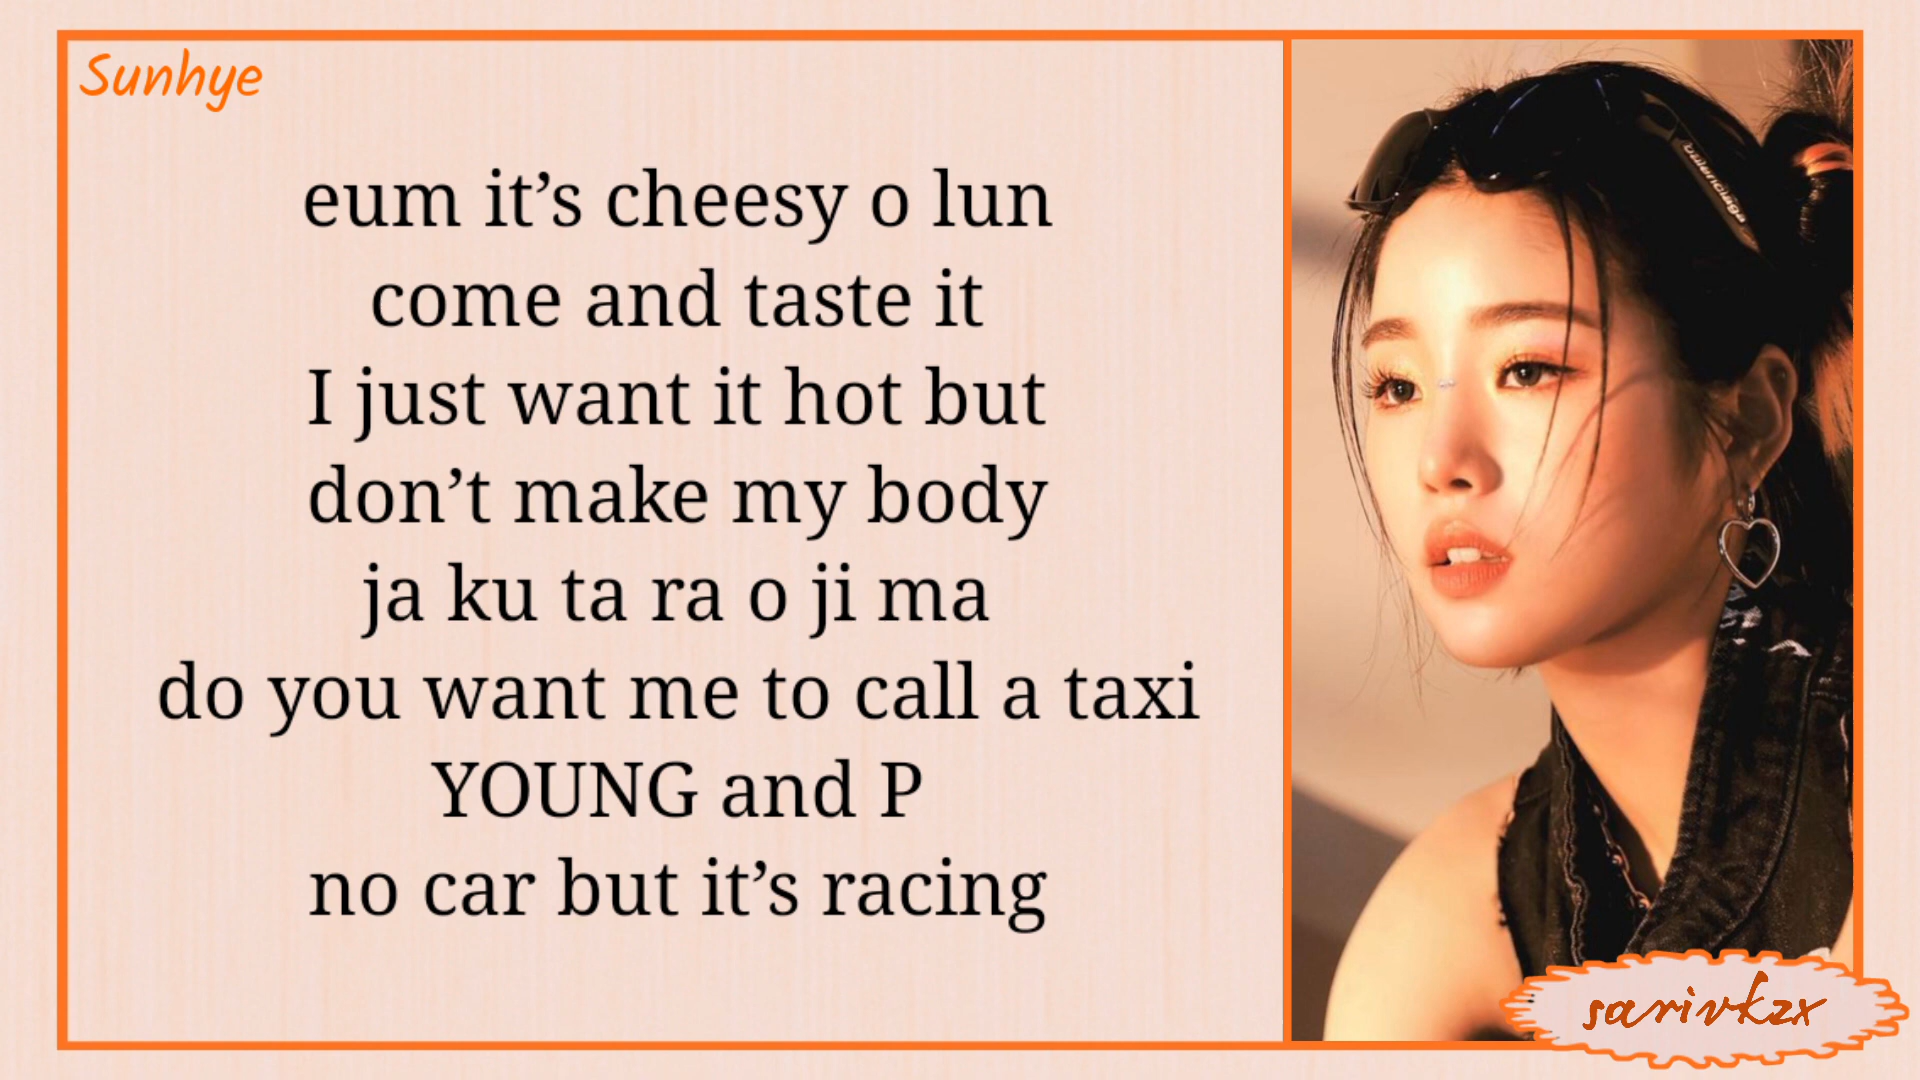 Sunhye
eum it’s cheesy o lun
come and taste it
I just want it hot but
don’t make my body
ja ku ta ra o ji ma
do you want me to call a taxi
YOUNG and P
no car but it’s racing
BALENCIAGA
sarivkzx